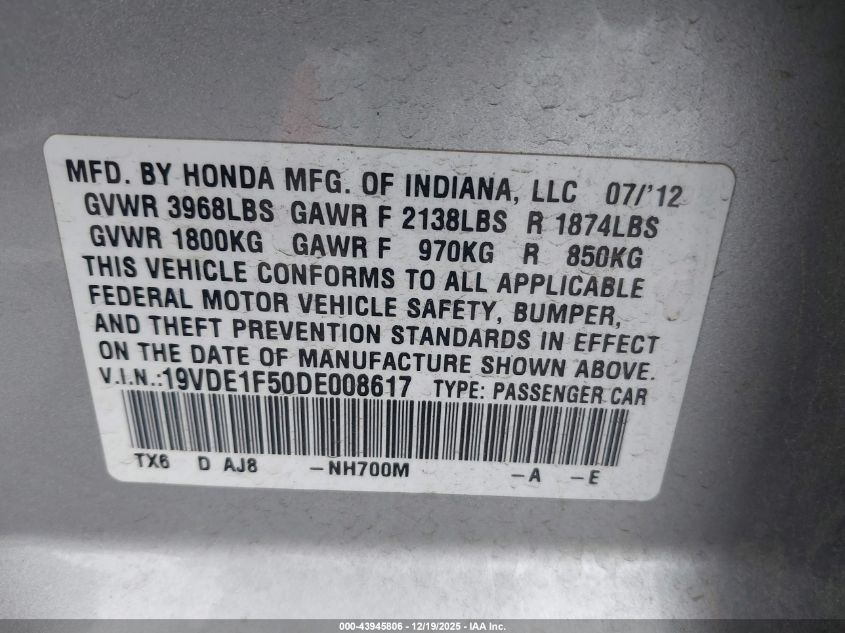 MFD. BY HONDA MFG. OF INDIANA, LLC 07/'12
GVWR 3968LBS GAWR F 2138LBS R 1874LBS
GVWR 1800KG GAWR F 970KG R 850KG
THIS VEHICLE CONFORMS TO ALL APPLICABLE
FEDERAL MOTOR VEHICLE SAFETY, BUMPER,
AND THEFT PREVENTION STANDARDS IN EFFECT
ON THE DATE OF MANUFACTURE SHOWN ABOVE.
V.I.N.:19VDE1F50DE008617 TYPE: PASSENGER CAR
TX6 D AJ8 -NH700M -A -E
000-43945806 - 12/19/2025 - IAA Inc.